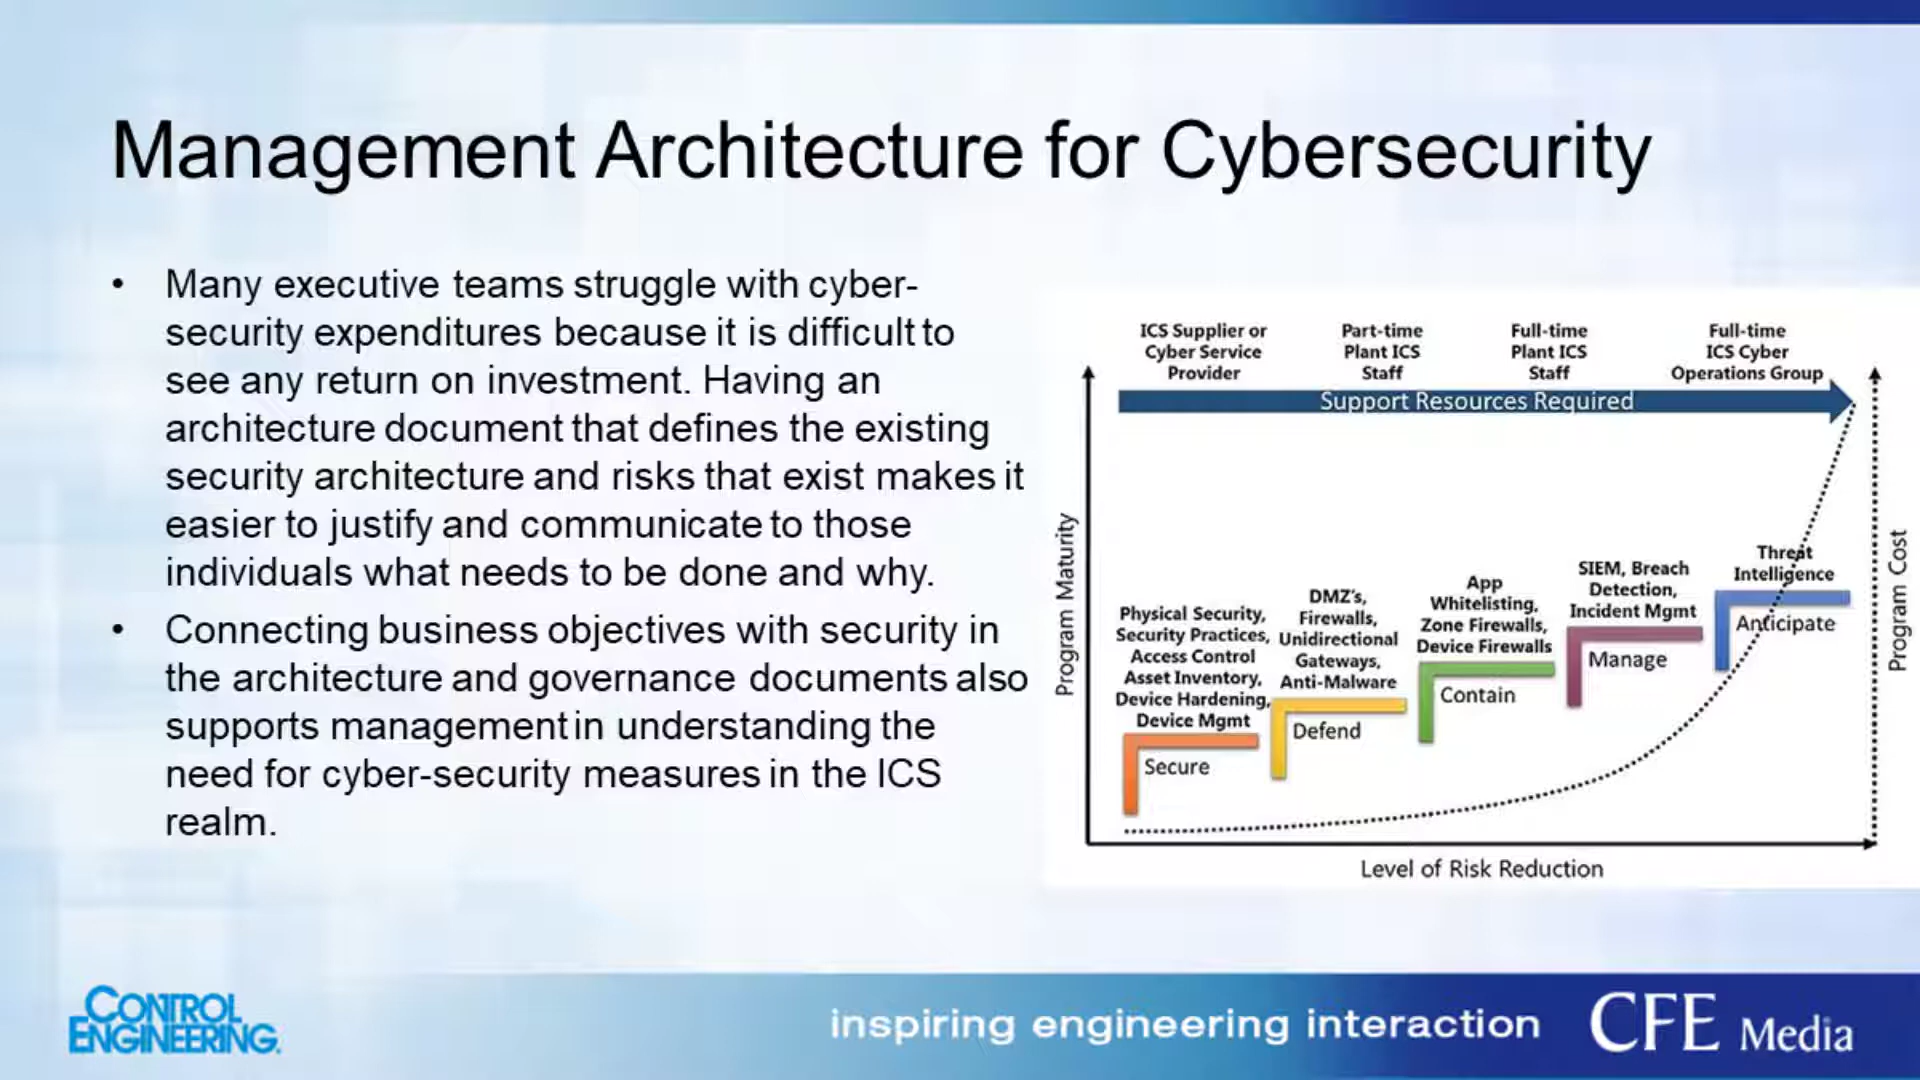 Management Architecture for Cybersecurity
• Many executive teams struggle with cyber-
security expenditures because it is difficult to
see any return on investment. Having an
architecture document that defines the existing
security architecture and risks that exist makes it
easier to justify and communicate to those
individuals what needs to be done and why.
• Connecting business objectives with security in
the architecture and governance documents also
supports management in understanding the
need for cyber-security measures in the ICS
realm.
ICS Supplier or
Cyber Service
Provider
Part-time
Plant ICS
Staff
Full-time
Plant ICS
Staff
Full-time
ICS Cyber
Operations Group
Support Resources Required
Program Maturity
Physical Security,
Security Practices,
Access Control
Asset Inventory,
Device Hardening,
Device Mgmt
Secure
DMZ's,
Firewalls,
Unidirectional
Gateways,
Anti-Malware
Defend
App
Whitelisting,
Zone Firewalls,
Device Firewalls
Contain
SIEM, Breach
Detection,
Incident Mgmt
Manage
Threat
Intelligence
Anticipate
Program Cost
Level of Risk Reduction
CONTROL
ENGINEERING.
inspiring engineering interaction
CFE Media